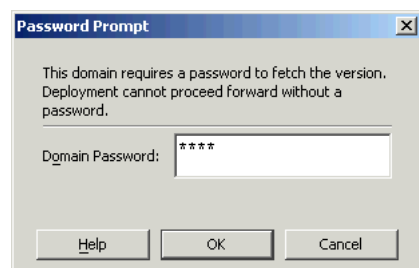 Password Prompt
This domain requires a password to fetch the version.
Deployment cannot proceed forward without a
password.
Domain Password: ****
Help OK Cancel